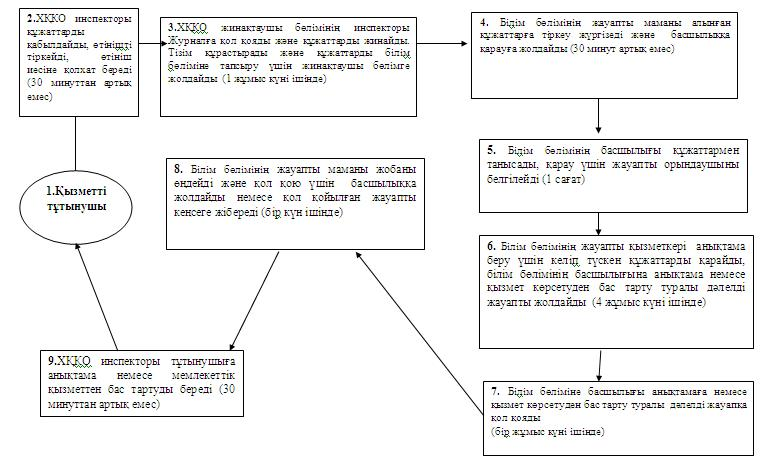 2.ХҚКО инспекторы
құжаттарды
қабылдайды, өтінішті
тіркейді, өтініш
иесіне қолхат береді
(30 минуттан артық
емес)
3.ХҚКО жинақтаушы бөлімінің инспекторы
Журналға қол қояды және құжаттарды жинайды.
Тізім құрастырады және құжаттарды білім
бөліміне тапсыру үшін жинақтаушы бөлімге
жолдайды (1 жұмыс күні ішінде)
4. Білім бөлімінің жауапты маманы алынған
құжаттарға тіркеу жүргізеді және басшылыққа
қарауға жолдайды (30 минут артық емес)
5. Білім бөлімінің басшылығы құжаттармен
танысады, қарау үшін жауапты орындаушыны
белгілейді (1 сағат)
6. Білім бөлімінің жауапты қызметкері анықтама
беру үшін келіп түскен құжаттарды қарайды,
білім бөлімінің басшылығына анықтама немесе
қызмет көрсетуден бас тарту туралы дәлелді
жауапты жолдайды (4 жұмыс күні ішінде)
7. Білім бөліміне басшылығы анықтамаға немесе
қызмет көрсетуден бас тарту туралы дәлелді жауапқа
қол қояды
(бір жұмыс күні ішінде)
8. Білім бөлімінің жауапты маманы жобаны
өңдейді және қол қою үшін басшылыққа
жолдайды немесе қол қойылған жауапты
кеңсеге жібереді (бір күн ішінде)
9.ХҚКО инспекторы тұтынушыға
анықтама немесе мемлекеттік
қызметтен бас тартуды береді (30
минуттан артық емес)
1.Қызметті
тұтынушы